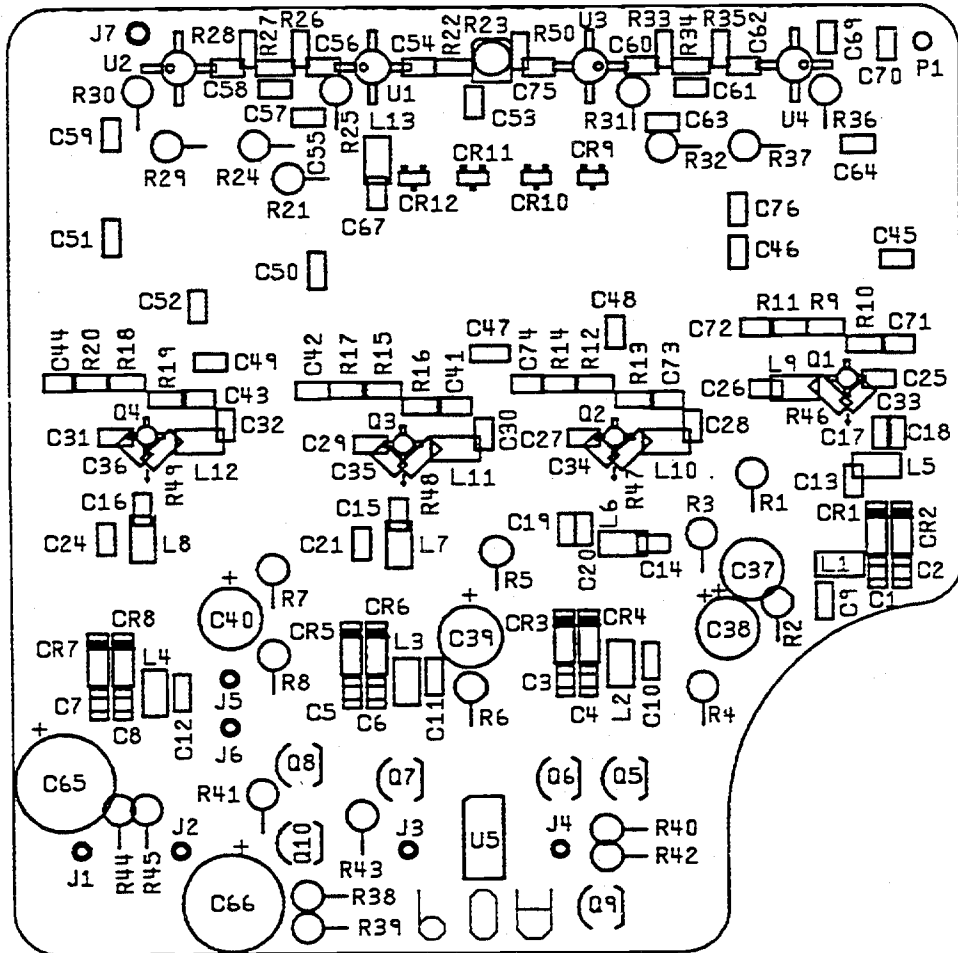 J7
R28
R27
R26
C56
C54
R22
R23
R50
U3
C60
R33
R34
R35
C62
C69
U2
C58
U1
C75
C61
U4
C70
P1
R30
C57
C55
R25
L13
C53
R31
C63
R36
C59
R29
R24
R21
CR11
CR9
R32
R37
C64
C67
CR12
CR10
C51
C50
C76
C46
C45
C52
C48
C72
R11
R9
R10
C71
C44
R20
R18
R19
C49
C43
C42
R17
R15
R16
C41
C47
C74
R14
R12
R13
C73
C26
L9
Q1
C25
R46
C33
C31
Q4
C32
C29
Q3
C30
C27
Q2
C28
C17
C18
C36
R49
L12
C35
R48
L11
C34
R47
L10
C13
L5
C16
C15
C19
L6
R3
R1
CR1
CR2
C24
L8
C21
L7
R5
C20
C14
C37
L1
C2
+
R7
+
+
+
C1
C9
C40
CR5
CR6
C39
CR3
CR4
C38
R2
CR7
CR8
L4
R8
L3
L2
J5
C7
C8
C12
C5
C6
C11
R6
C3
C4
C10
R4
+
J6
C65
R41
Q8
Q7
Q6
Q5
J2
+
Q10
J3
U5
J4
R40
R42
J1
R44
R45
R43
C66
R38
R39
Q9